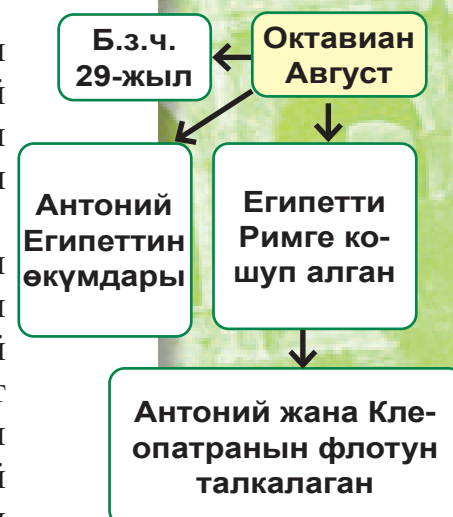 Б.з.ч.
29-жыл
Октавиан
Август
Антоний
Египеттин
өкүмдары
Египетти
Римге ко-
шуп алган
Антоний жана Кле-
опатранын флотун
талкалаган